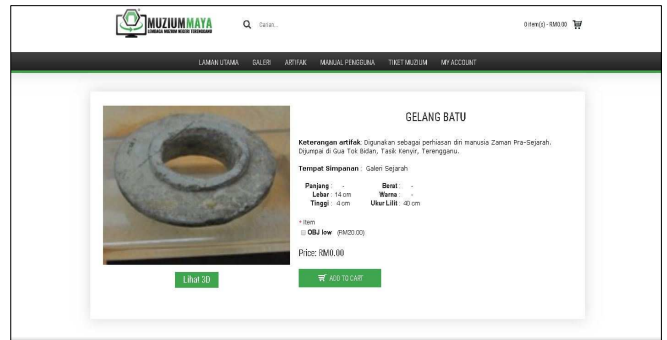 MUZIUMMAYA
LEMBAGA MUZIUM NEGERI TERENGGANU
Carian...
0 item(s) - RM0.00
LAMAN UTAMA GALERI ARTIFAK MANUAL PENGGUNA TIKET MUZIUM MY ACCOUNT
GELANG BATU
Keterangan artifak: Digunakan sebagai perhiasan diri manusia Zaman Pra-Sejarah.
Dijumpai di Gua Tok Bidan, Tasik Kenyir, Terengganu.
Tempat Simpanan : Galeri Sejarah
Panjang : - Berat : -
Lebar : 14 cm Warna : -
Tinggi : 4 cm Ukur Lilit : 40 cm
* Item
OBJ low (RM20.00)
Price: RM0.00
Lihat 3D
ADD TO CART